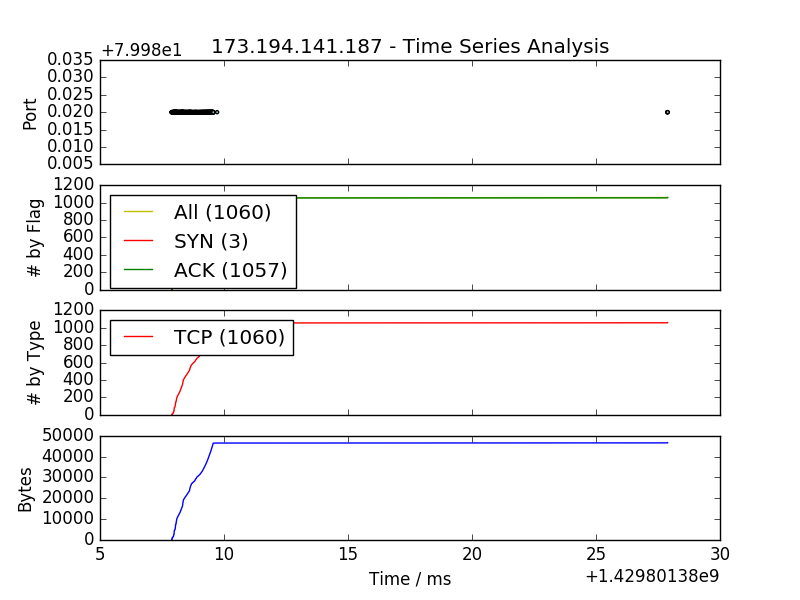 +7.998e1
173.194.141.187 - Time Series Analysis
0.035
0.030
0.025
0.020
0.015
0.010
0.005
Port
1200
1000
800
600
400
200
0
# by Flag
All (1060)
SYN (3)
ACK (1057)
1200
1000
800
600
400
200
0
# by Type
TCP (1060)
50000
40000
30000
20000
10000
0
Bytes
5 10 15 20 25 30
Time / ms
+1.42980138e9